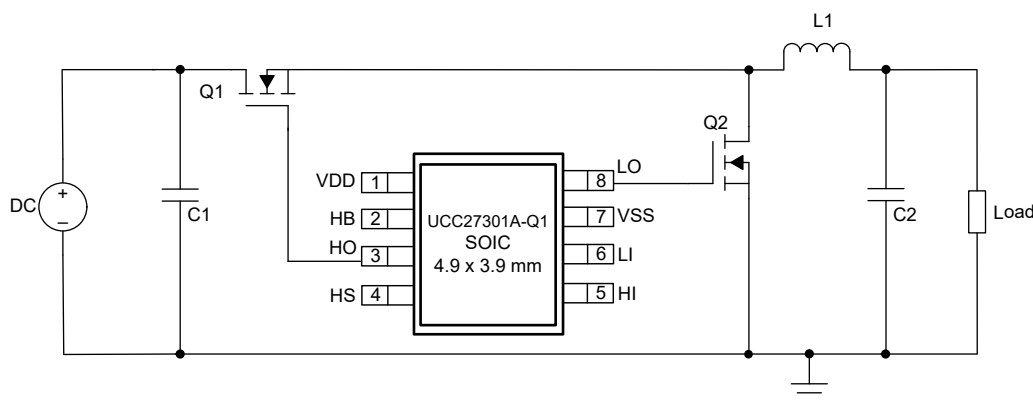 L1
Q1
Q2
DC
+
–
C1
VDD
1
HB
2
HO
3
HS
4
UCC27301A-Q1
SOIC
4.9 x 3.9 mm
LO
8
7
VSS
6
LI
5
HI
C2
Load